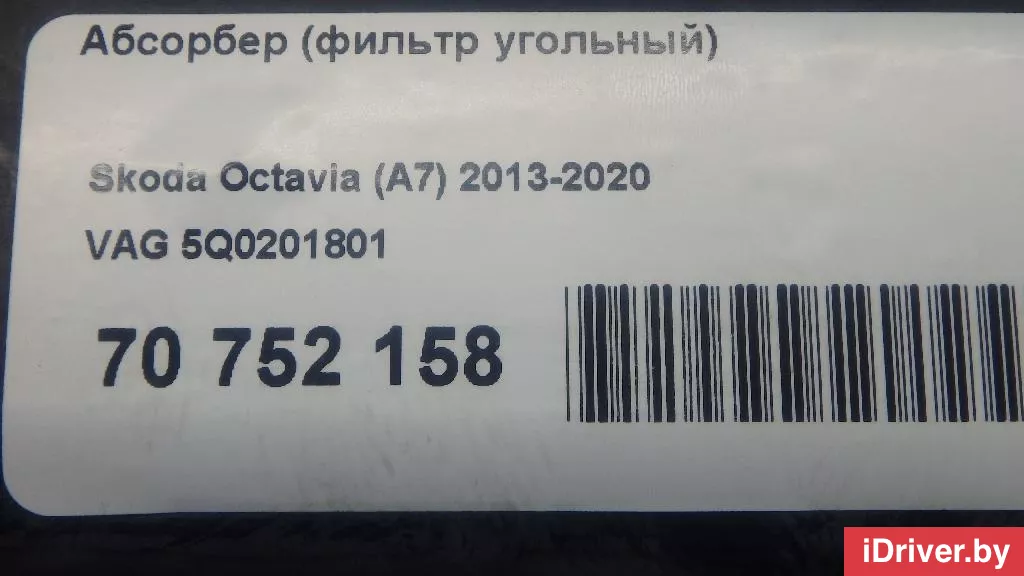 Абсорбер (фильтр угольный)
Skoda Octavia (A7) 2013-2020
VAG 5Q0201801
70 752 158
iDriver.by